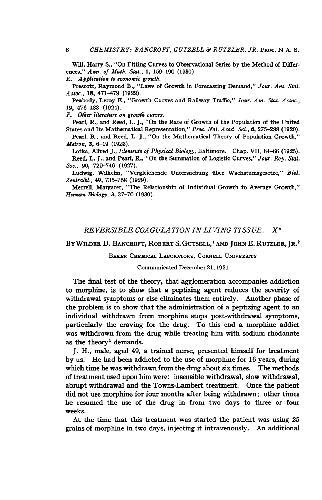 8 CHEMISTRY: BANCROFT, GUTZELL & RUTZLER, JR. PROC. N. A. S.
Will, Harry S., "On Fitting Curves to Observational Series by the Method of Differ-
ences," Ann. of Math. Stat., 1, 159-190 (1930)
E. Application to economic growth.
Prescott, Raymond B., "Laws of Growth in Forecasting Demand," Jour. Am. Stat.
Assoc., 18, 471-479 (1922)
Peabody, Leroy E., "Growth Curves and Railway Traffic," Jour. Am. Stat. Assoc.,
19, 476-483 (1924).
F. Other literature on growth curves.
Pearl, R., and Reed, L. J., "On the Rate of Growth of the Population of the United
States and Its Mathematical Representation," Proc. Nat. Acad. Sci., 6, 275-288 (1920).
Pearl, R., and Reed, L. J., "On the Mathematical Theory of Population Growth,"
Metron, 3, 6-19 (1923).
Lotka, Alfred J., Elements of Physical Biology, Baltimore. Chap. VII, 64-66 (1925).
Reed, L. J., and Pearl, R., "On the Summation of Logistic Curves," Jour. Roy. Stat.
Soc., 90, 729-746 (1927).
Ludwig, Wilhelm, "Vergleichende Untersuchung über Wachstumsgesetze," Biol.
Zentralbl., 49, 735-758 (1929).
Merrell, Margaret, "The Relationship of Individual Growth to Average Growth,"
Human Biology, 3, 37-70 (1930)
REVERSIBLE COAGULATION IN LIVING TISSUE. X*
BY WILDER D. BANCROFT, ROBERT S. GUTSELL,¹ AND JOHN E. RUTZLER, JR.²
BAKER CHEMICAL LABORATORY, CORNELL UNIVERSITY
Communicated December 21, 1931
The final test of the theory, that agglomeration accompanies addiction
to morphine, is to show that a peptizing agent reduces the severity of
withdrawal symptoms or else eliminates them entirely. Another phase of
the problem is to show that the administration of a peptizing agent to an
individual withdrawn from morphine stops post-withdrawal symptoms,
particularly the craving for the drug. To this end a morphine addict
was withdrawn from the drug while treating him with sodium rhodanate
as the theory¹ demands.
J. H., male, aged 49, a trained nurse, presented himself for treatment
by us. He had been addicted to the use of morphine for 16 years, during
which time he was withdrawn from the drug about six times. The methods
of treatment used upon him were: insensible withdrawal, slow withdrawal,
abrupt withdrawal and the Towns-Lambert treatment. Once the patient
did not use morphine for four months after being withdrawn; other times
he resumed the use of the drug in from two days to three or four
weeks.
At the time that this treatment was started the patient was using 25
grains of morphine in two days, injecting it intravenously. An additional